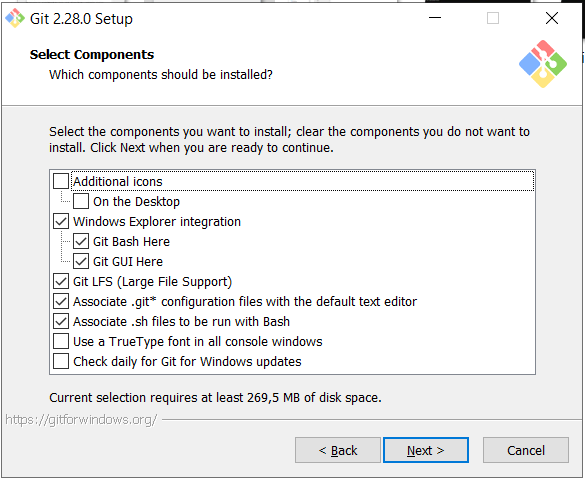 Git 2.28.0 Setup
Select Components
Which components should be installed?
Select the components you want to install; clear the components you do not want to
install. Click Next when you are ready to continue.
Additional icons
On the Desktop
Windows Explorer integration
Git Bash Here
Git GUI Here
Git LFS (Large File Support)
Associate .git* configuration files with the default text editor
Associate .sh files to be run with Bash
Use a TrueType font in all console windows
Check daily for Git for Windows updates
Current selection requires at least 269,5 MB of disk space.
https://gitforwindows.org/
< Back
Next >
Cancel